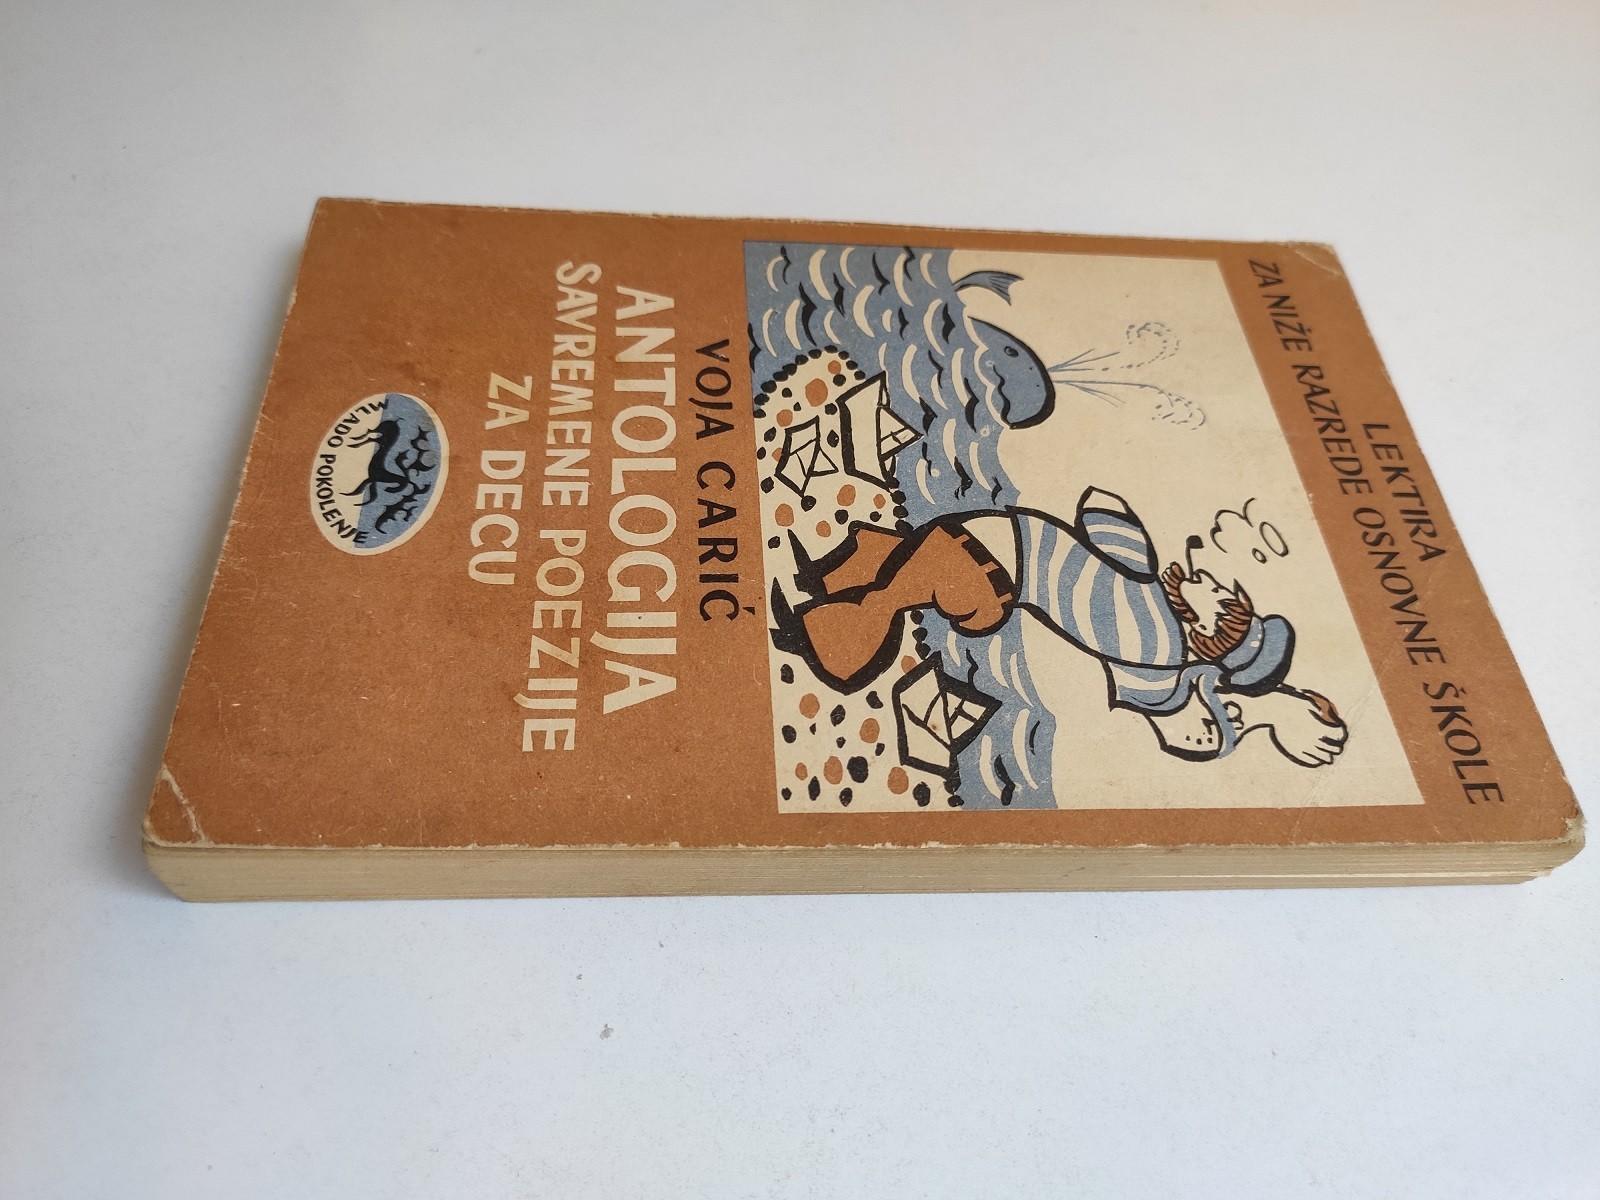 LEKTIRA
ZA NIŽE RAZREDE OSNOVNE ŠKOLE
VOJA CARIĆ
ANTOLOGIJA
SAVREMENE POEZIJE
ZA DECU
MLADO POKOLENJE